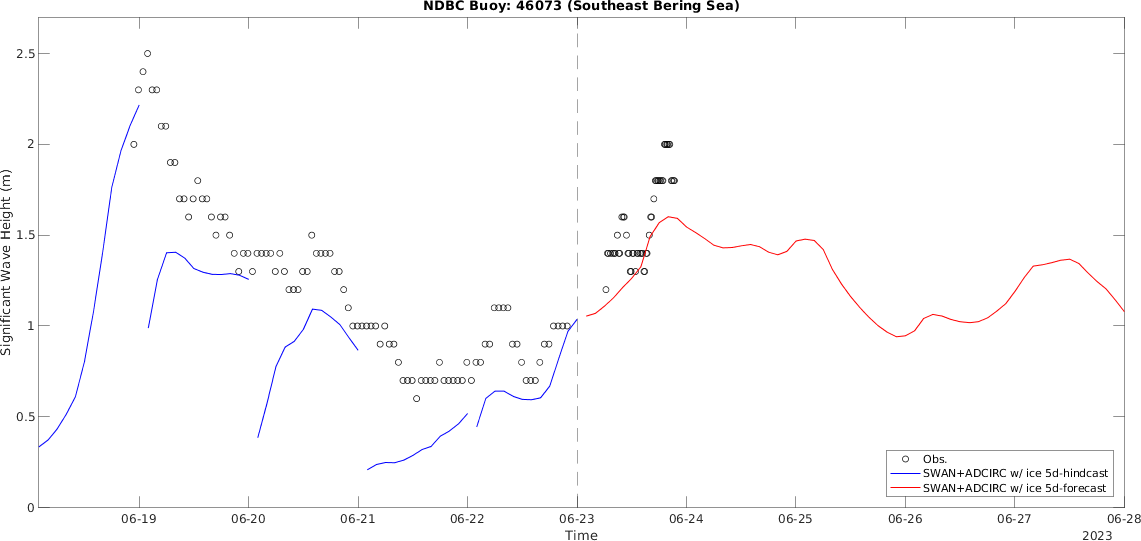 NDBC Buoy: 46073 (Southeast Bering Sea)
Significant Wave Height (m)
2.5
2
1.5
1
0.5
0
Obs.
SWAN+ADCIRC w/ ice 5d-hindcast
SWAN+ADCIRC w/ ice 5d-forecast
06-19 06-20 06-21 06-22 06-23 06-24 06-25 06-26 06-27 06-28
Time 2023